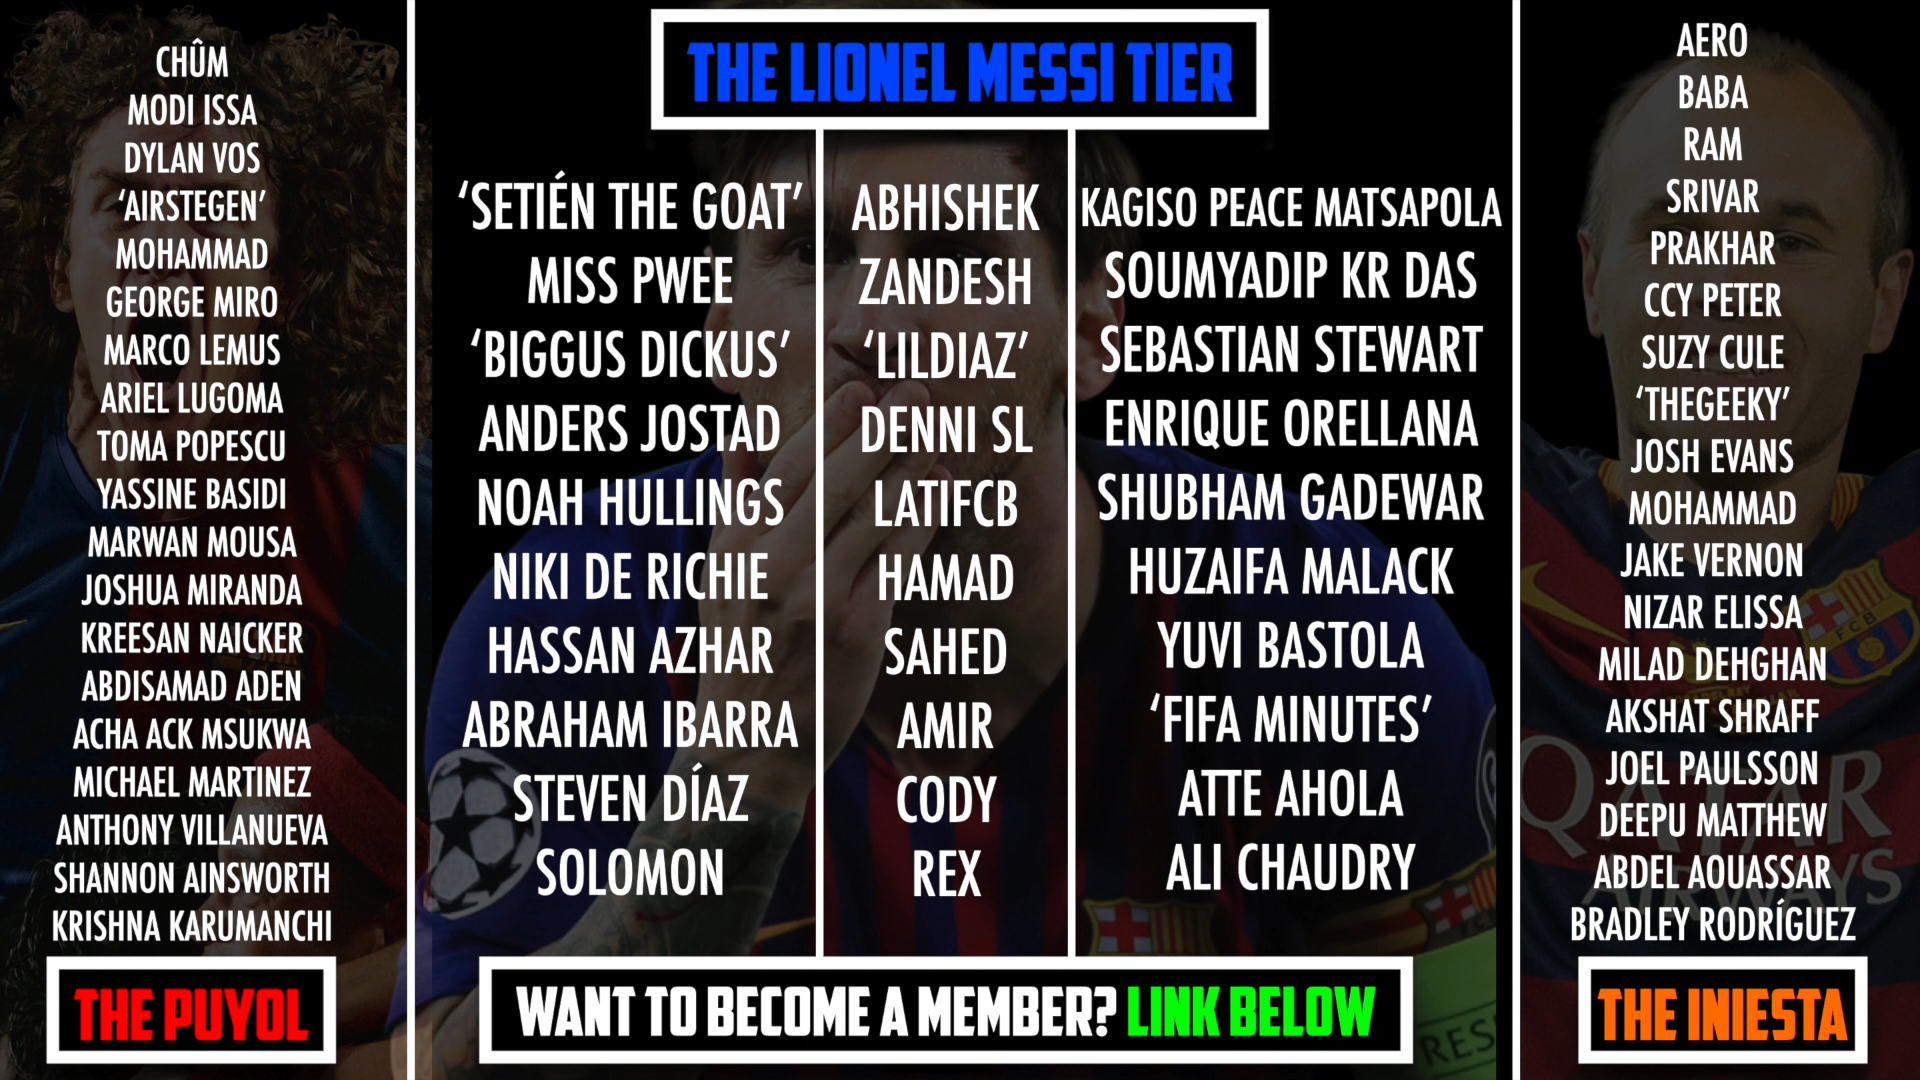 CHÛM
MODI ISSA
DYLAN VOS
‘AIRSTEGEN’
MOHAMMAD
GEORGE MIRO
MARCO LEMUS
ARIEL LUGOMA
TOMA POPESCU
YASSINE BASIDI
MARWAN MOUSA
JOSHUA MIRANDA
KREESAN NAICKER
ABDISAMAD ADEN
ACHA ACK MSUKWA
MICHAEL MARTINEZ
ANTHONY VILLANUEVA
SHANNON AINSWORTH
KRISHNA KARUMANCHI
THE PUYOL
THE LIONEL MESSI TIER
‘SETIÉN THE GOAT’
MISS PWEE
‘BIGGUS DICKUS’
ANDERS JOSTAD
NOAH HULLINGS
NIKI DE RICHIE
HASSAN AZHAR
ABRAHAM IBARRA
STEVEN DÍAZ
SOLOMON
ABHISHEK
ZANDESH
‘LILDIAZ’
DENNI SL
LATIFCB
HAMAD
SAHED
AMIR
CODY
REX
KAGISO PEACE MATSAPOLA
SOUMYADIP KR DAS
SEBASTIAN STEWART
ENRIQUE ORELLANA
SHUBHAM GADEWAR
HUZAIFA MALACK
YUVI BASTOLA
‘FIFA MINUTES’
ATTE AHOLA
ALI CHAUDRY
WANT TO BECOME A MEMBER? LINK BELOW
RES
AERO
BABA
RAM
SRIVAR
PRAKHAR
CCY PETER
SUZY CULE
‘THEGEEKY’
JOSH EVANS
MOHAMMAD
JAKE VERNON
NIZAR ELISSA
MILAD DEHGHAN
AKSHAT SHRAFF
JOEL PAULSSON
DEEPU MATTHEW
ABDEL AOUASSAR
BRADLEY RODRÍGUEZ
THE INIESTA
FCB
QATAR
AIRWAYS